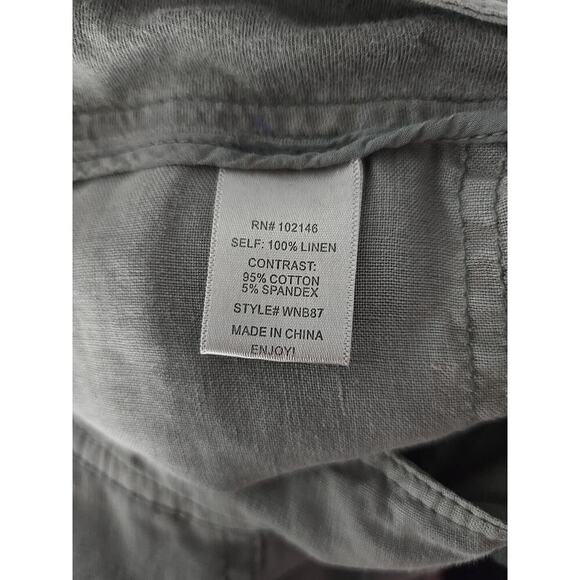 RN# 102146
SELF: 100% LINEN
CONTRAST:
95% COTTON
5% SPANDEX
STYLE# WNB87
MADE IN CHINA
ENJOY!